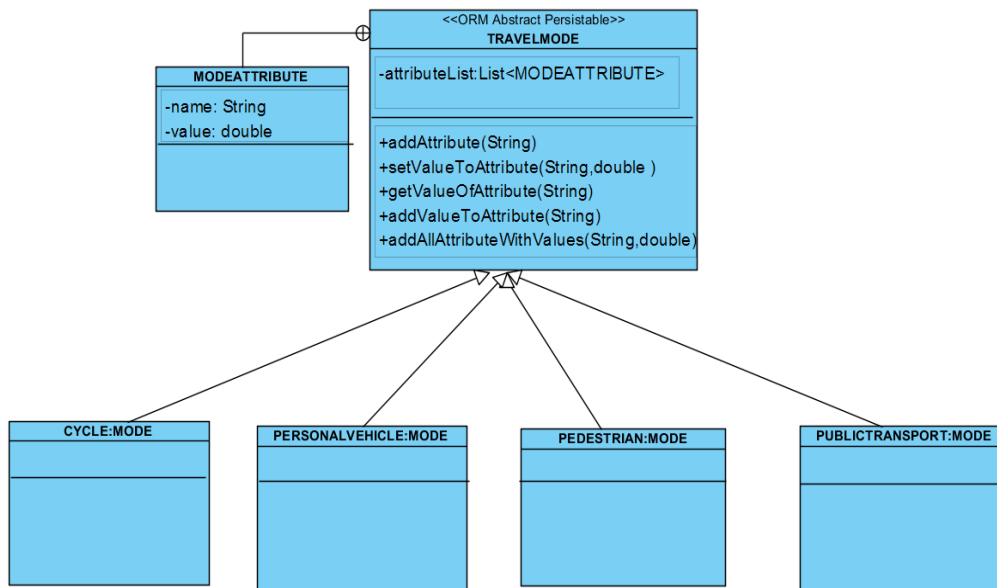 <<ORM Abstract Persistable>>
TRAVELMODE
-attributeList:List<MODEATTRIBUTE>
+addAttribute(String)
+setValueToAttribute(String,double )
+getValueOfAttribute(String)
+addValueToAttribute(String)
+addAllAttributeWithValues(String,double)
MODEATTRIBUTE
-name: String
-value: double
CYCLE:MODE
PERSONALVEHICLE:MODE
PEDESTRIAN:MODE
PUBLICTRANSPORT:MODE